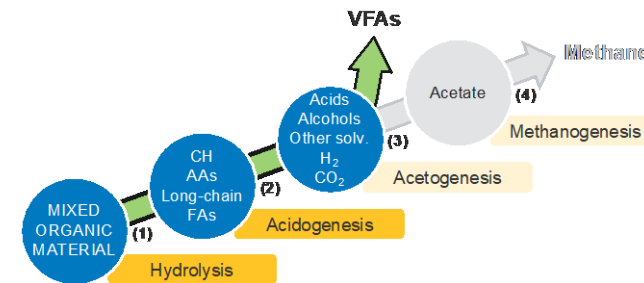 VFAs
Methane
Acetate
(4)
Methanogenesis
Acids
Alcohols
Other solv.
H₂
CO₂
(3)
Acetogenesis
CH
AAs
Long-chain
FAs
(2)
Acidogenesis
MIXED
ORGANIC
MATERIAL
(1)
Hydrolysis